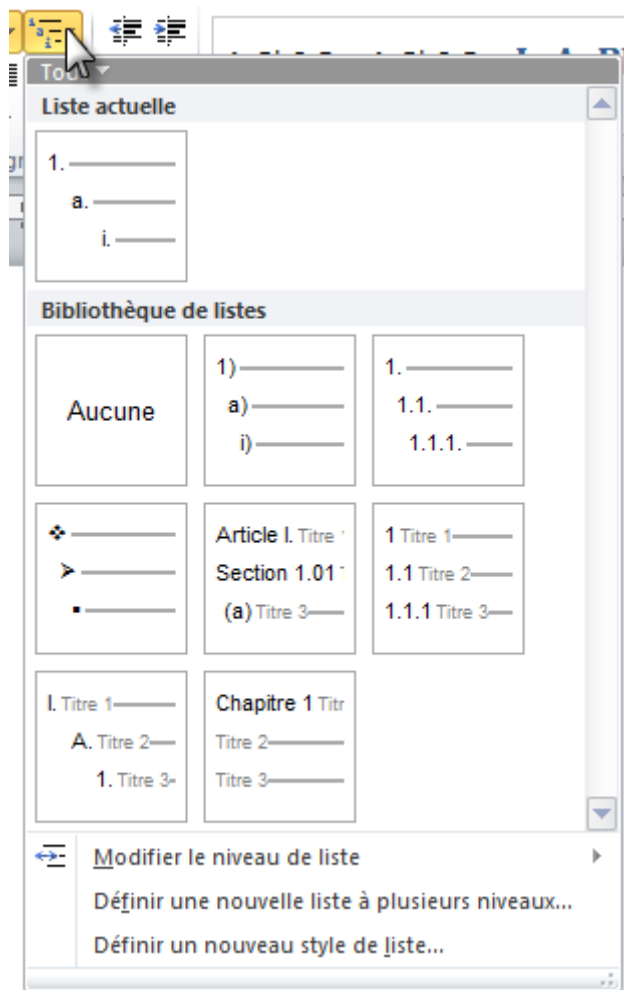 Tous
Liste actuelle
1.
a.
i.
Bibliothèque de listes
Aucune
1)
a)
i)
1.
1.1.
1.1.1.
Article I. Titre
Section 1.01
(a) Titre 3
1 Titre 1
1.1 Titre 2
1.1.1 Titre 3
I. Titre 1
A. Titre 2
1. Titre 3
Chapitre 1 Titr
Titre 2
Titre 3
Modifier le niveau de liste
Définir une nouvelle liste à plusieurs niveaux...
Définir un nouveau style de liste...